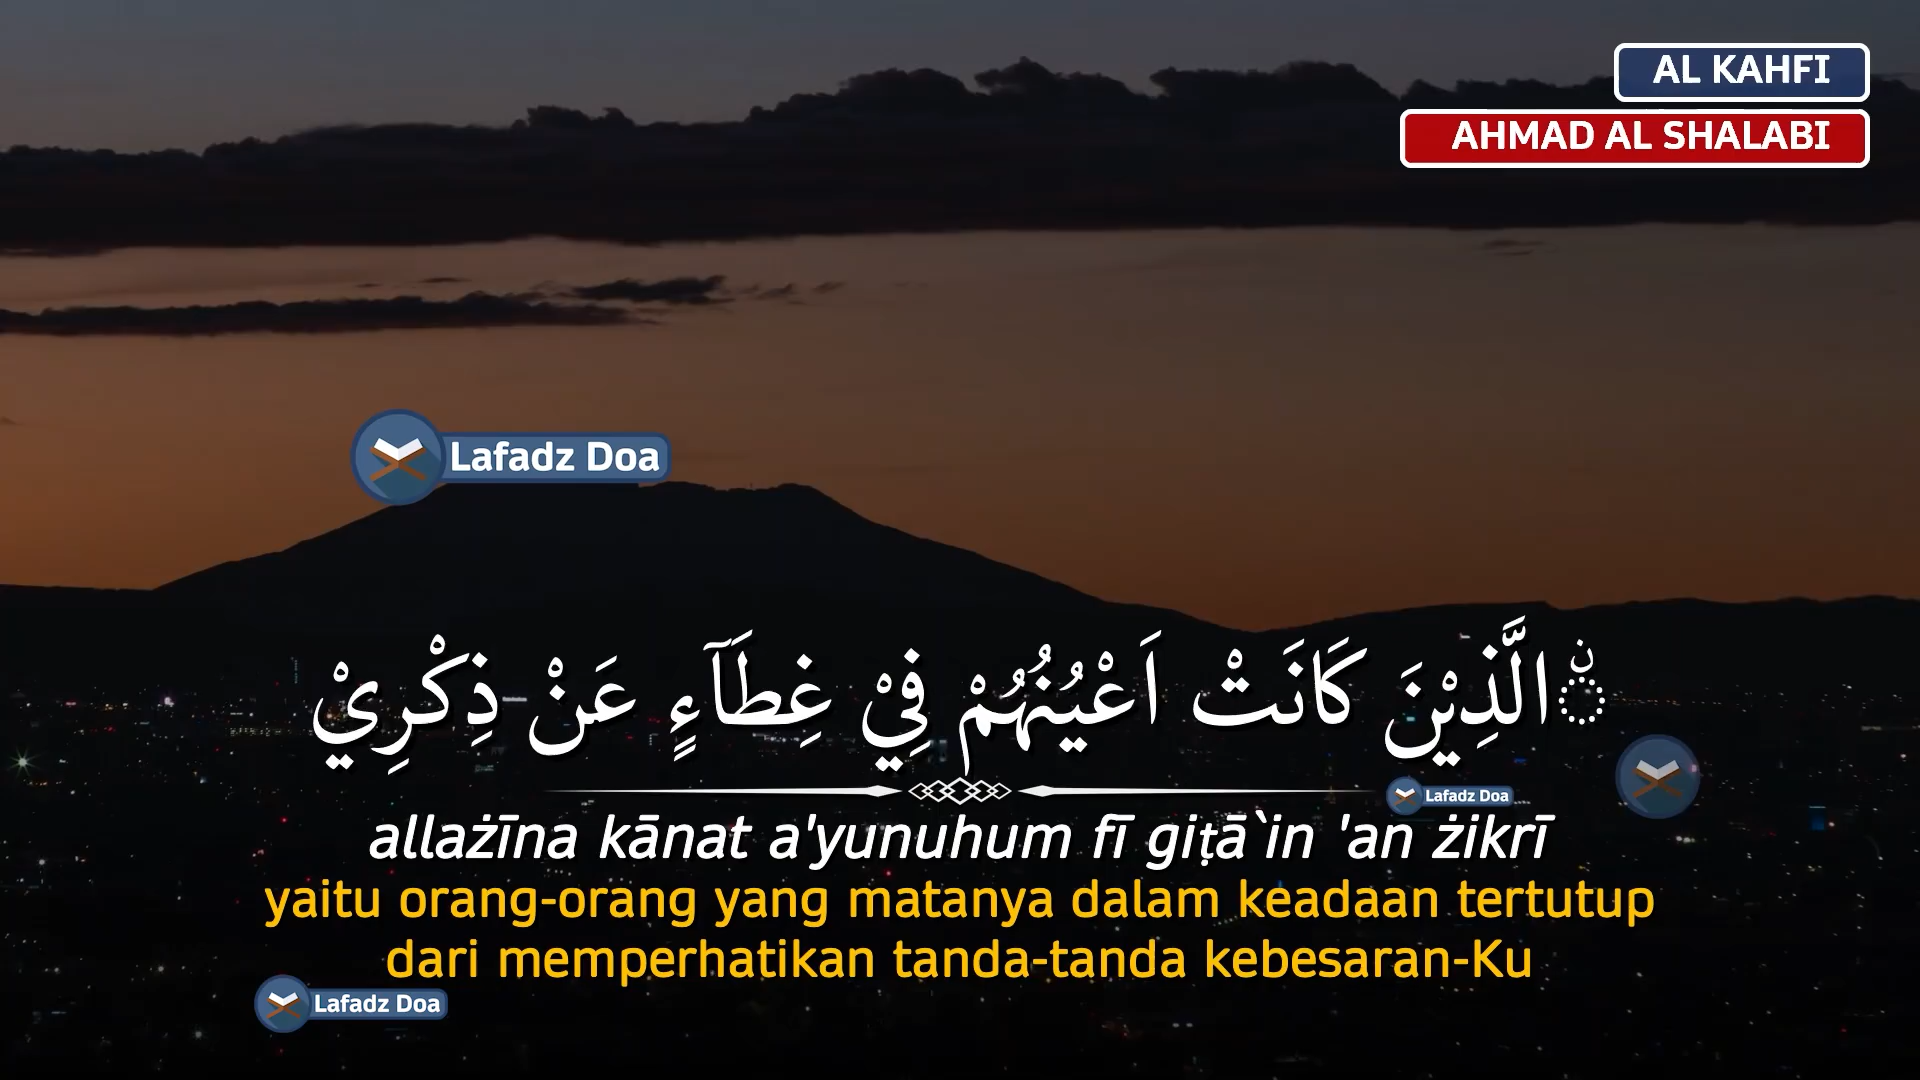 AL KAHFI
AHMAD AL SHALABI
Lafadz Doa
ۨالَّذِيْنَ كَانَتْ اَعْيُنُهُمْ فِيْ غِطَاۤءٍ عَنْ ذِكْرِيْ
Lafadz Doa
allażīna kānat a'yunuhum fī giṭā`in 'an żikrī
yaitu orang-orang yang matanya dalam keadaan tertutup
dari memperhatikan tanda-tanda kebesaran-Ku
Lafadz Doa